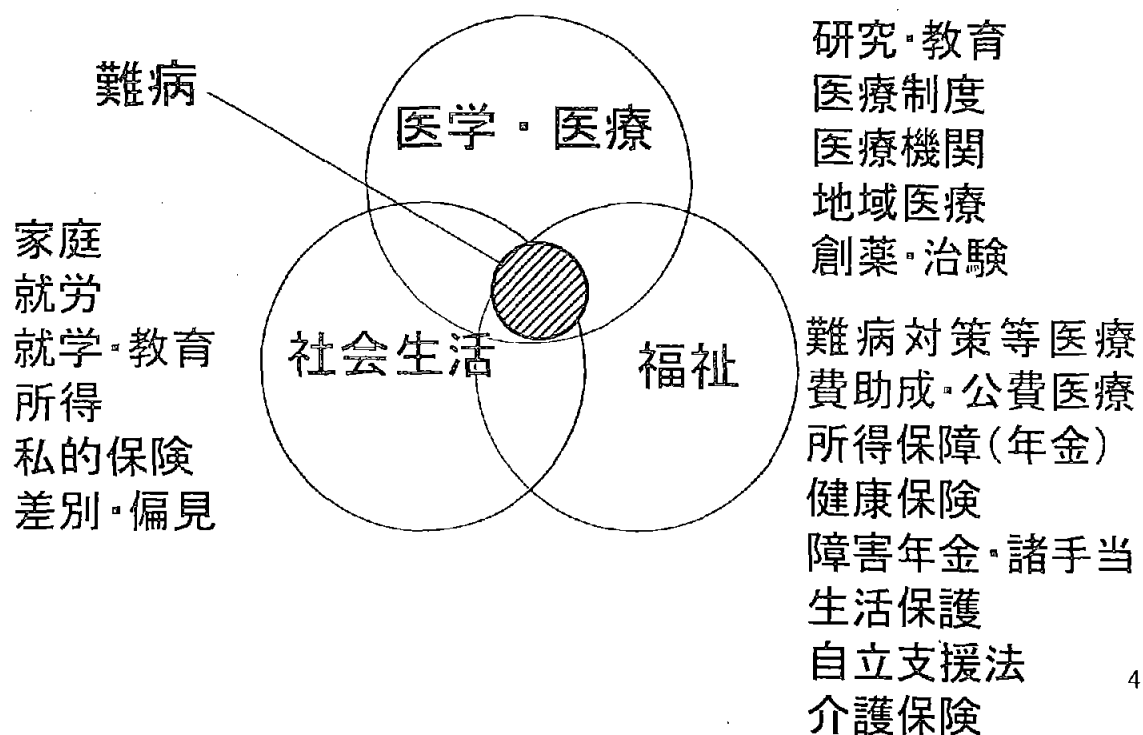 難病
医学・医療
社会生活
福祉
家庭
就労
就学・教育
所得
私的保険
差別・偏見
研究・教育
医療制度
医療機関
地域医療
創薬・治験
難病対策等医療
費助成・公費医療
所得保障(年金)
健康保険
障害年金・諸手当
生活保護
自立支援法
介護保険
4